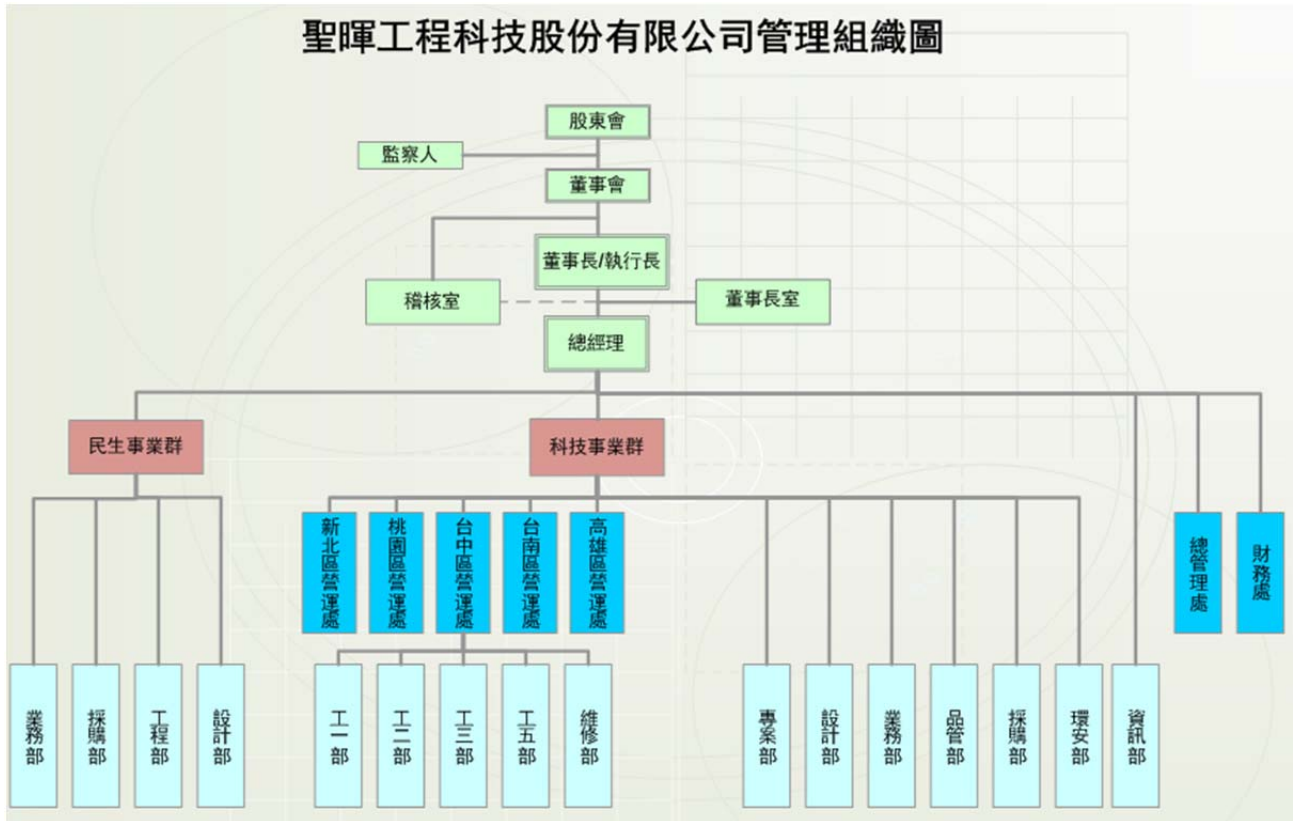 聖暉工程科技股份有限公司管理組織圖
股東會
監察人
董事會
董事長/執行長
稽核室
董事長室
總經理
民生事業群
科技事業群
新北區營運處
桃園區營運處
台中區營運處
台南區營運處
高雄區營運處
總管理處
財務處
業務部
採購部
工程部
設計部
工一部
工二部
工三部
工五部
維修部
專案部
設計部
業務部
品管部
採購部
環安部
資訊部